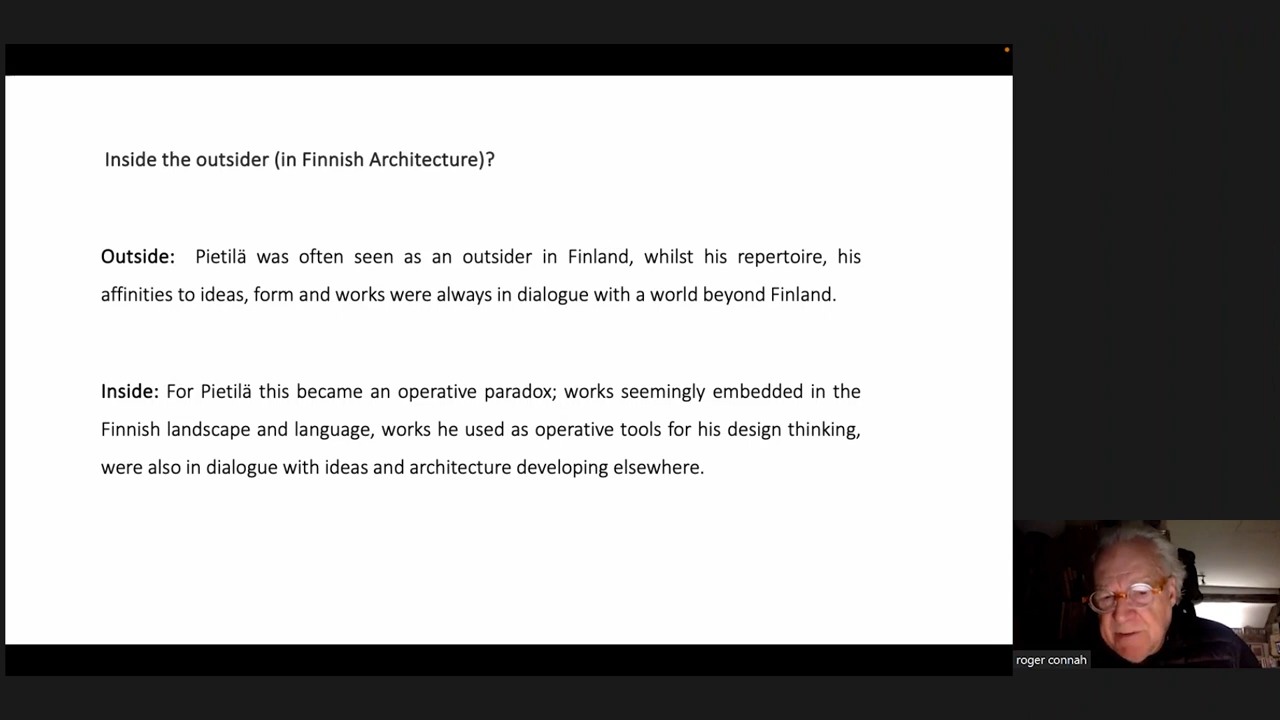 Inside the outsider (in Finnish Architecture)?
Outside: Pietilä was often seen as an outsider in Finland, whilst his repertoire, his
affinities to ideas, form and works were always in dialogue with a world beyond Finland.
Inside: For Pietilä this became an operative paradox; works seemingly embedded in the
Finnish landscape and language, works he used as operative tools for his design thinking,
were also in dialogue with ideas and architecture developing elsewhere.
roger connah